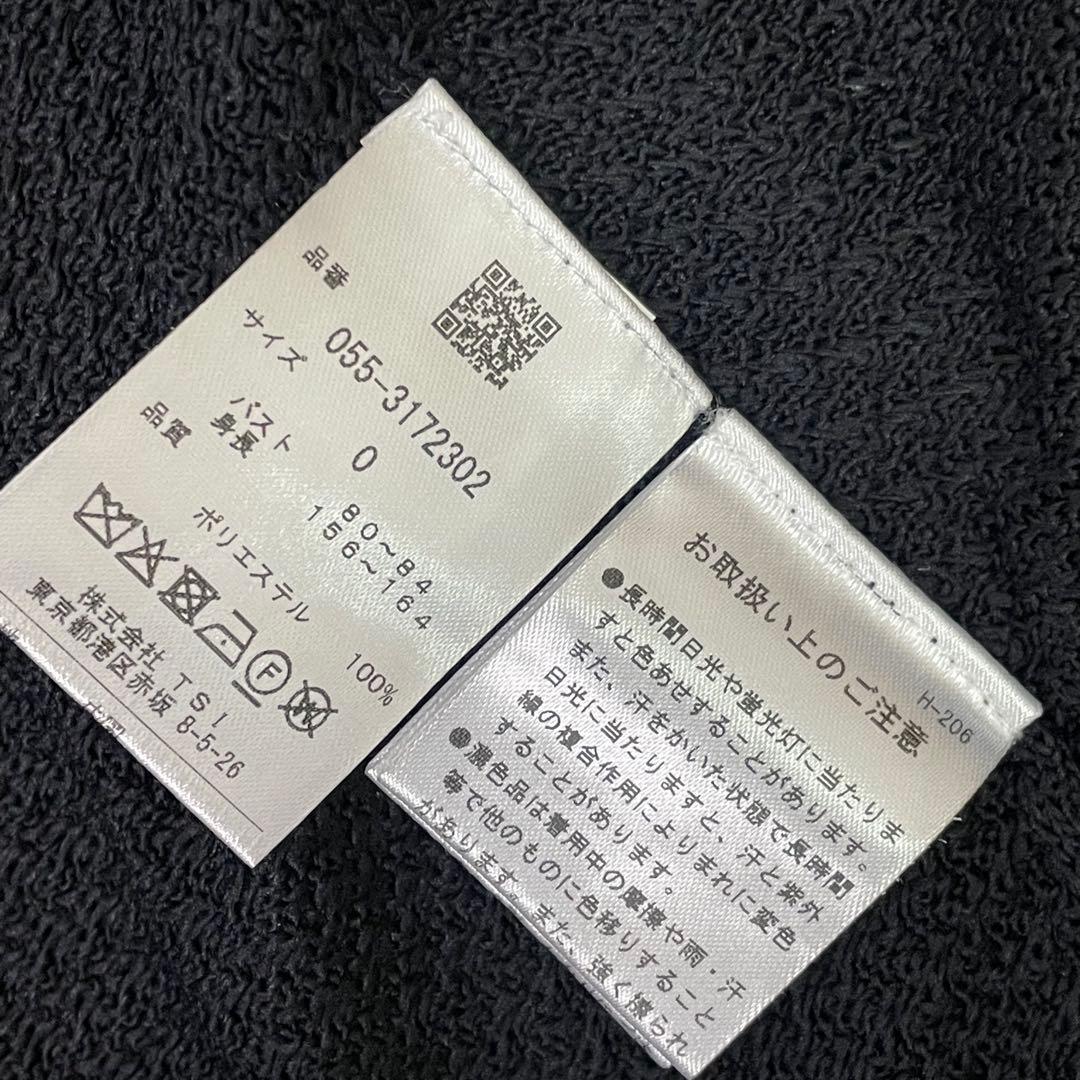 品番
055-3172302
サイズ
0
バスト 80~84
身長 156~164
品質
ポリエステル 100%
株式会社 TSI
東京都港区赤坂 8-5-26
H-206
お取扱い上のご注意
●長時間日光や蛍光灯に当たりま
すと色あせすることがあります。
また、汗をかいた状態で長時間
日光に当たりますと、汗と紫外
線の複合作用によりまれに変色
することがあります。
●濃色品は着用中の摩擦や雨・汗
等で他のものに色移りすること
があります。また、強く擦られ